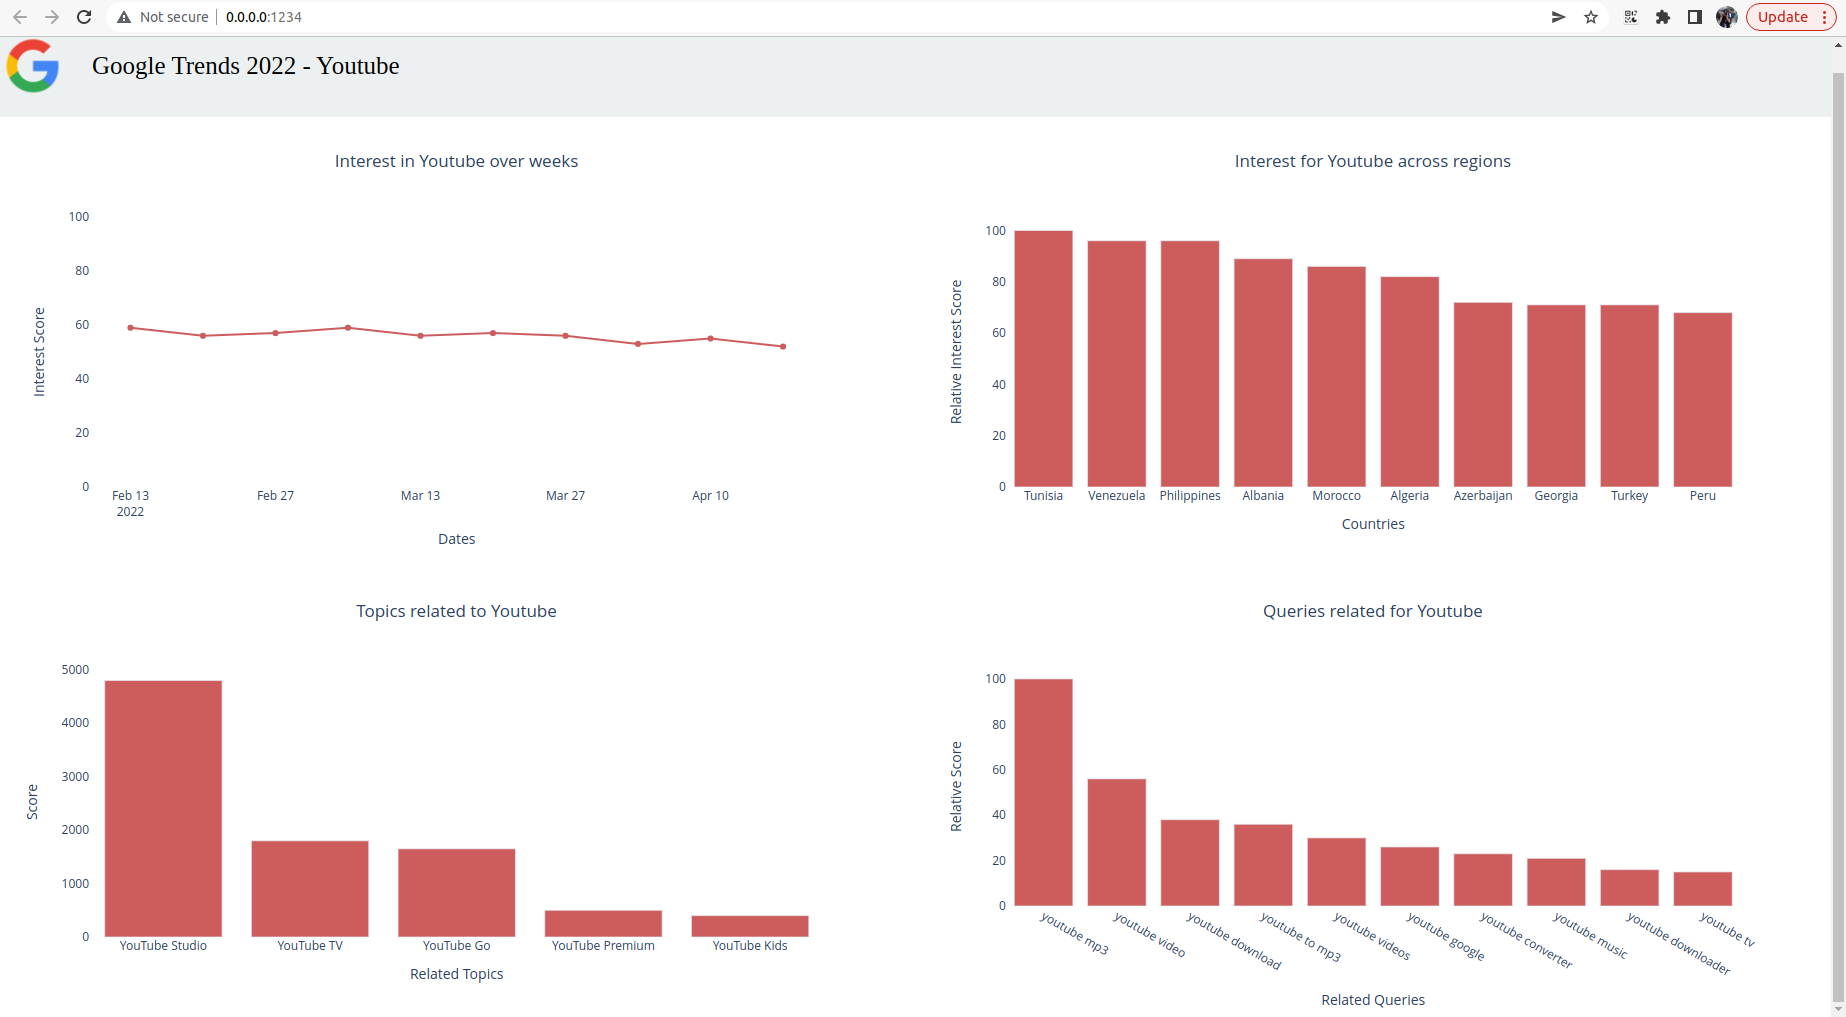 Not secure
0.0.0.0:1234
Update
Google Trends 2022 - Youtube
Interest in Youtube over weeks
Interest Score
100
80
60
40
20
0
Feb 13
2022
Feb 27
Mar 13
Mar 27
Apr 10
Dates
Interest for Youtube across regions
Relative Interest Score
100
80
60
40
20
0
Tunisia
Venezuela
Philippines
Albania
Morocco
Algeria
Azerbaijan
Georgia
Turkey
Peru
Countries
Topics related to Youtube
Score
5000
4000
3000
2000
1000
0
YouTube Studio
YouTube TV
YouTube Go
YouTube Premium
YouTube Kids
Related Topics
Queries related for Youtube
Relative Score
100
80
60
40
20
0
youtube mp3
youtube video
youtube download
youtube to mp3
youtube videos
youtube google
youtube converter
youtube music
youtube downloader
youtube tv
Related Queries